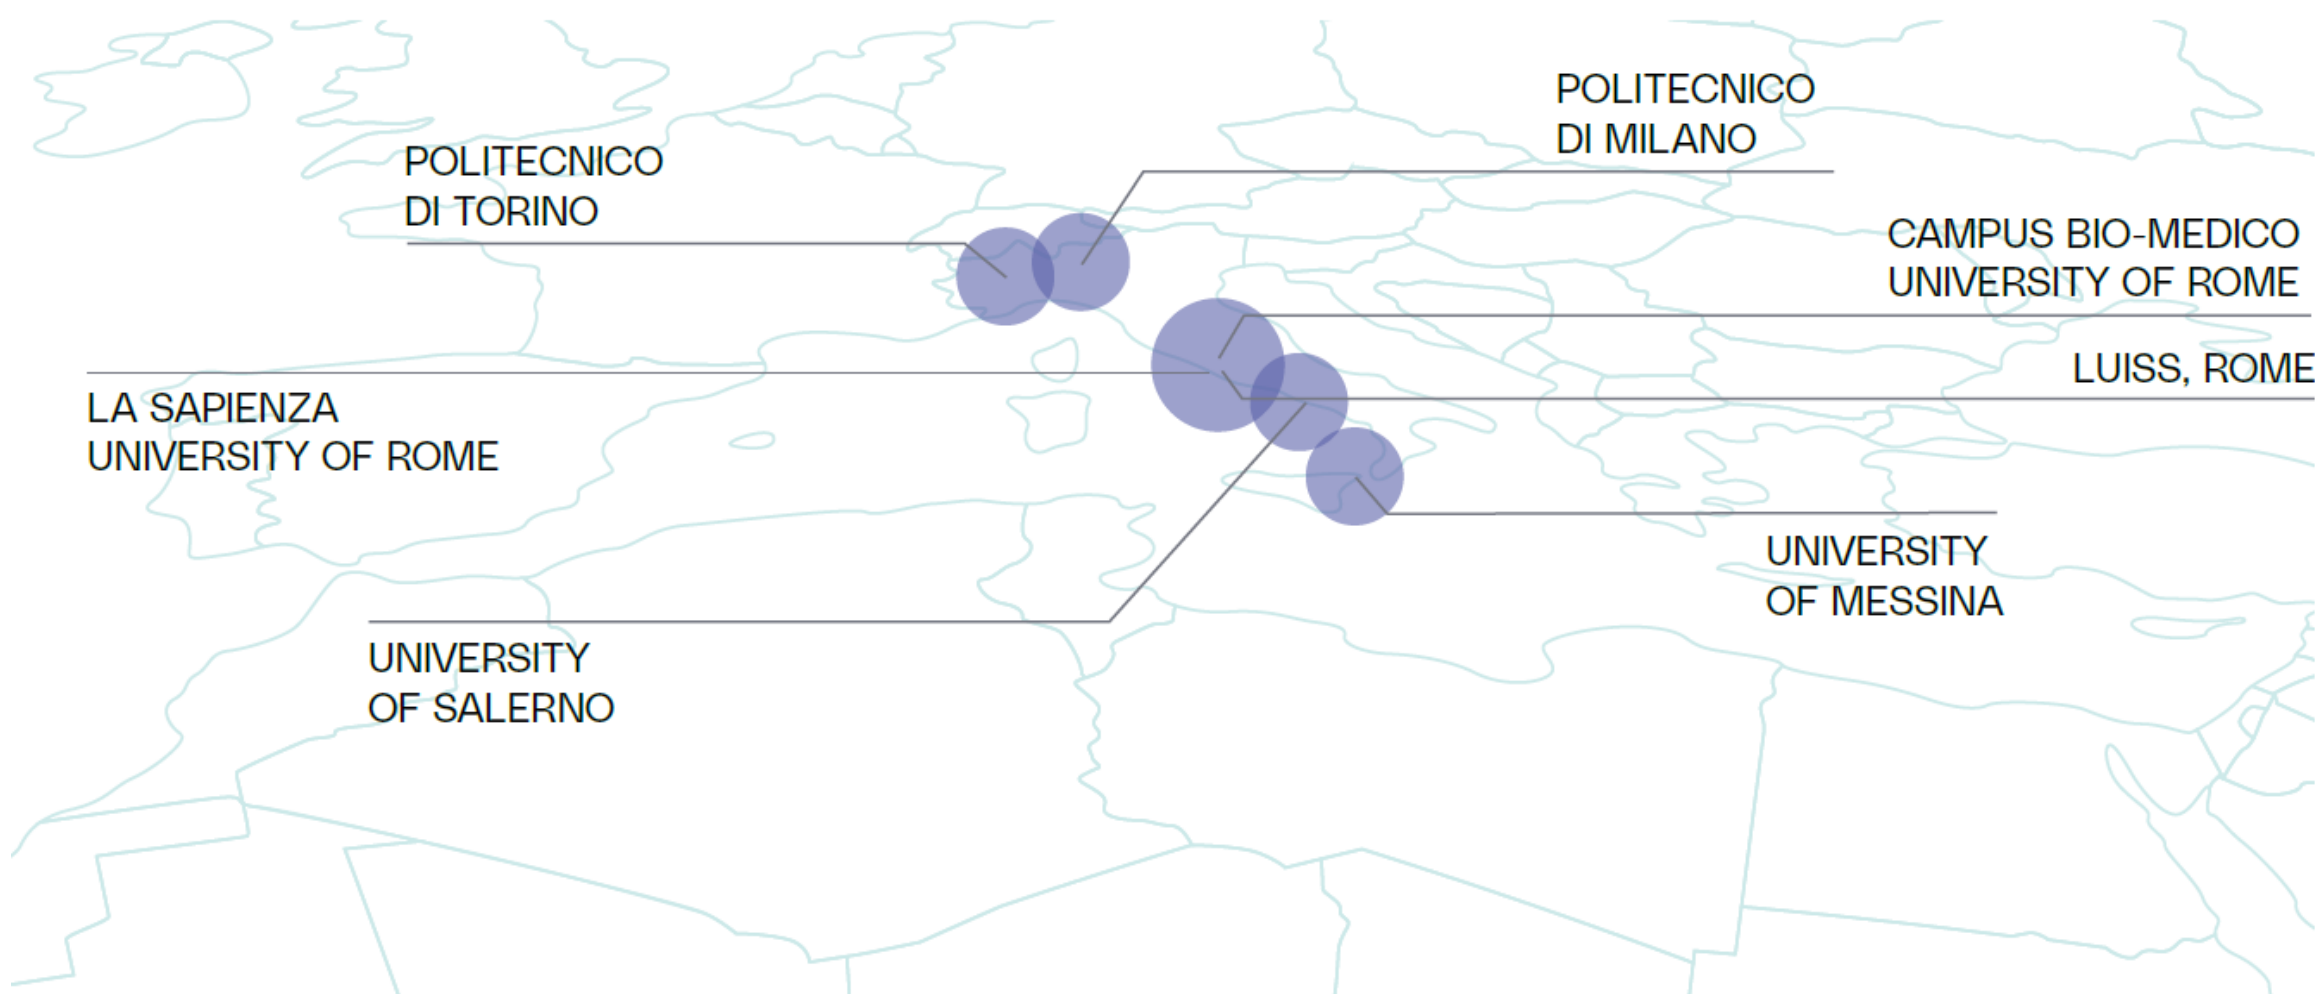 POLITECNICO
DI MILANO
POLITECNICO
DI TORINO
CAMPUS BIO-MEDICO
UNIVERSITY OF ROME
LUISS, ROME
LA SAPIENZA
UNIVERSITY OF ROME
UNIVERSITY
OF MESSINA
UNIVERSITY
OF SALERNO